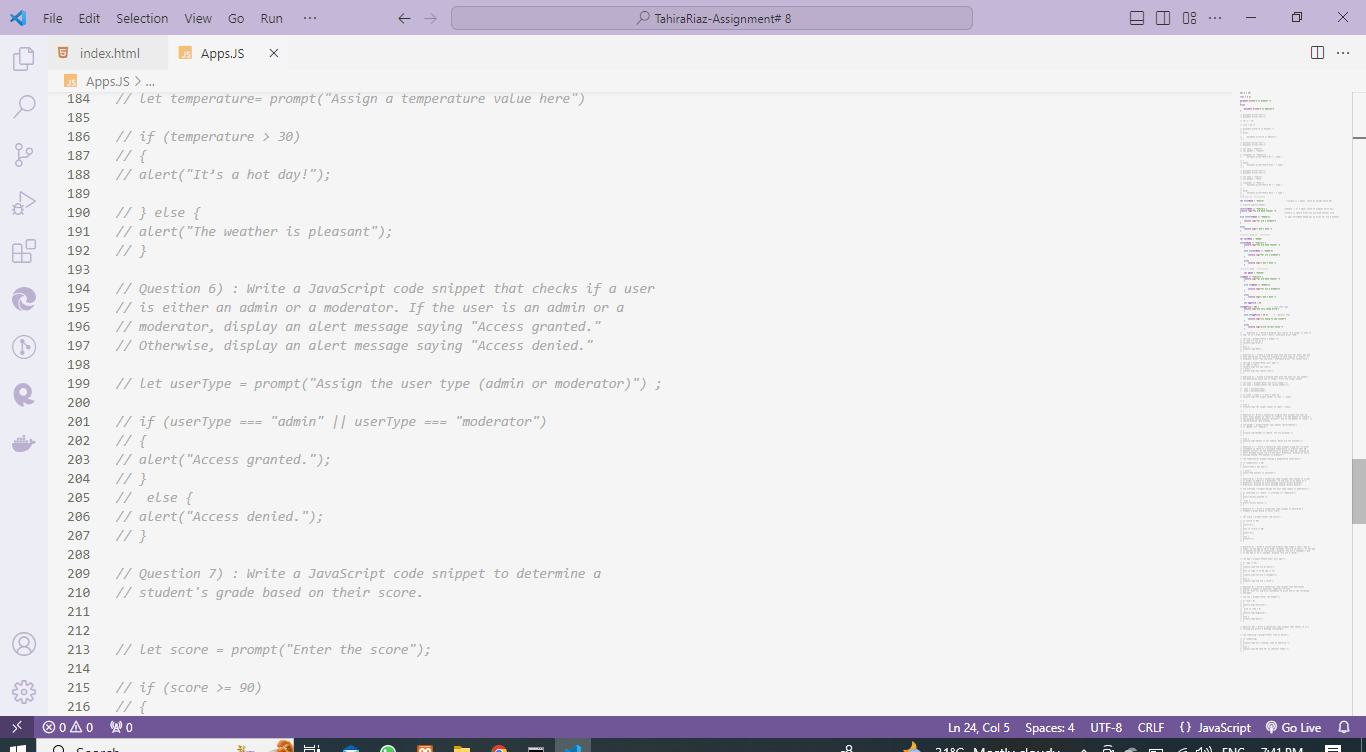 File Edit Selection View Go Run ··· TahiraRiaz-Assignment# 8
index.html JS Apps.JS
JS Apps.JS > ...
184 // let temperature= prompt("Assign a temperature value here")
185
186 // if (temperature > 30)
187 // {
188 // alert("It’s a hot day!");
189
190 // } else {
191 // alert("The weather is pleasant");
192 // }
193
194 // Question 6) : Write a JavaScript code snippet that checks if a user
195 // is either an admin or a moderator. If the user is an admin or a
196 // moderator, display an alert message saying "Access granted."
197 // Otherwise, display an alert message saying "Access denied."
198
199 // let userType = prompt("Assign the user type (admin or moderator)") ;
200
201 // if (userType === "admin" || userType === "moderator")
202 // {
203 // alert("Access granted.");
204 // }
205 //  else {
206 // alert("Access denied.");
207 // }
208
209 // Question 7) : Write a JavaScript code snippet to determine a
210 // student's grade based on their score.
211
212
213 // let score = prompt("Enter the score");
214
215 // if (score >= 90)
216 // {
0 0 0 Ln 24, Col 5 Spaces: 4 UTF-8 CRLF {} JavaScript Go Live
Search 31°C Mostly cloudy ENG 7:41 PM